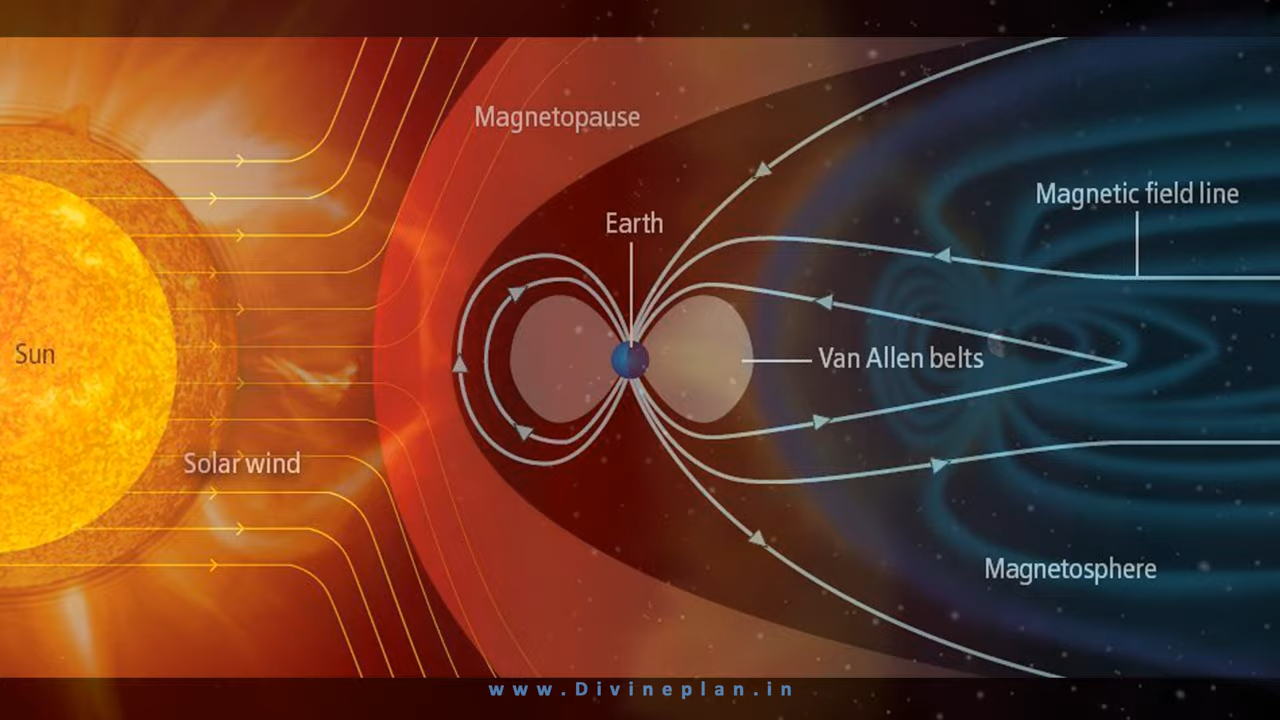 Magnetopause
Magnetic field line
Earth
Sun
Van Allen belts
Solar wind
Magnetosphere
www.Divineplan.in